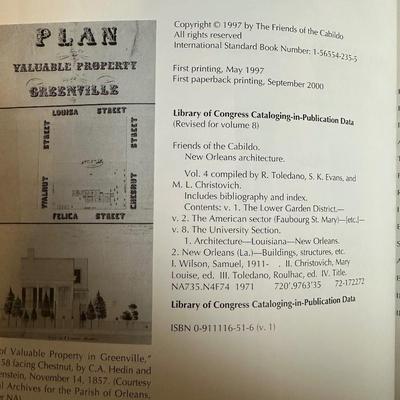 PLAN
VALUABLE PROPERTY
GREENVILLE
LOUISA STREET
STREET
STREET
WALNUT
CHESNUT
FELICA STREET
of Valuable Property in Greenville,"
58 facing Chestnut, by C.A. Hedin and
enstein, November 14, 1857. (Courtesy
al Archives for the Parish of Orleans,
r NA)
Copyright © 1997 by The Friends of the Cabildo
All rights reserved
International Standard Book Number: 1-56554-235-5
First printing, May 1997
First paperback printing, September 2000
Library of Congress Cataloging-in-Publication Data
(Revised for volume 8)
Friends of the Cabildo.
New Orleans architecture.
Vol. 4 compiled by R. Toledano, S. K. Evans, and
M. L. Christovich.
Includes bibliography and index.
Contents: v. 1. The Lower Garden District.—
v. 2. The American sector (Faubourg St. Mary)—[etc.]—
v. 8. The University Section.
1. Architecture—Louisiana—New Orleans.
2. New Orleans (La.)—Buildings, structures, etc.
I. Wilson, Samuel, 1911- . II. Christovich, Mary
Louise, ed. III. Toledano, Roulhac, ed. IV. Title.
NA735.N4F74 1971 720'.9763'35 72-172272
Library of Congress Cataloging-in-Publication Data
ISBN 0-911116-51-6 (v. 1)